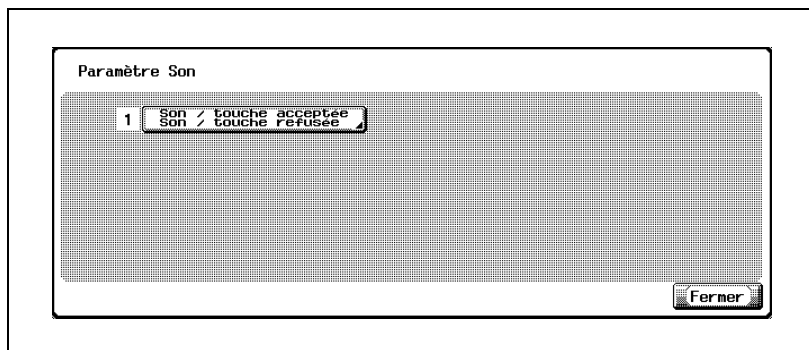 Paramètre Son
1
Son / touche acceptée
Son / touche refusée
Fermer